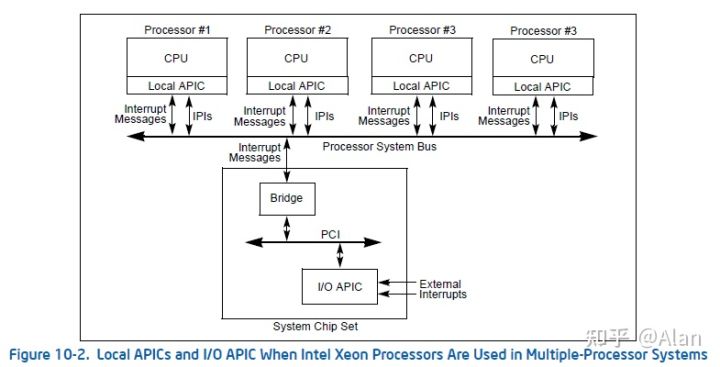 Processor #1 Processor #2 Processor #3 Processor #3
CPU CPU CPU CPU
Local APIC Local APIC Local APIC Local APIC
Interrupt Messages IPIs Interrupt Messages IPIs Interrupt Messages IPIs Interrupt Messages IPIs
Interrupt Messages Processor System Bus
Bridge
PCI
I/O APIC External Interrupts
System Chip Set
知乎 @Alan
Figure 10-2. Local APICs and I/O APIC When Intel Xeon Processors Are Used in Multiple-Processor Systems